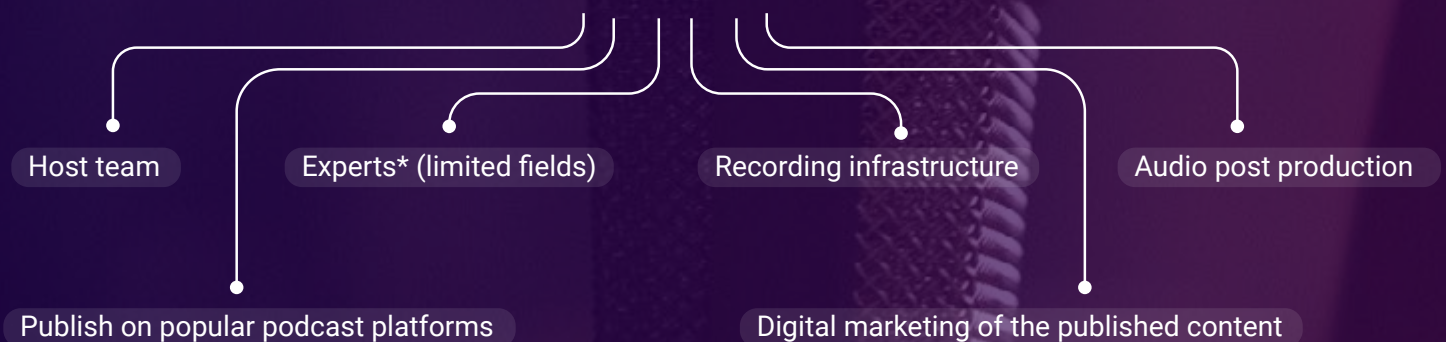 Host team
Experts* (limited fields)
Recording infrastructure
Audio post production
Publish on popular podcast platforms
Digital marketing of the published content